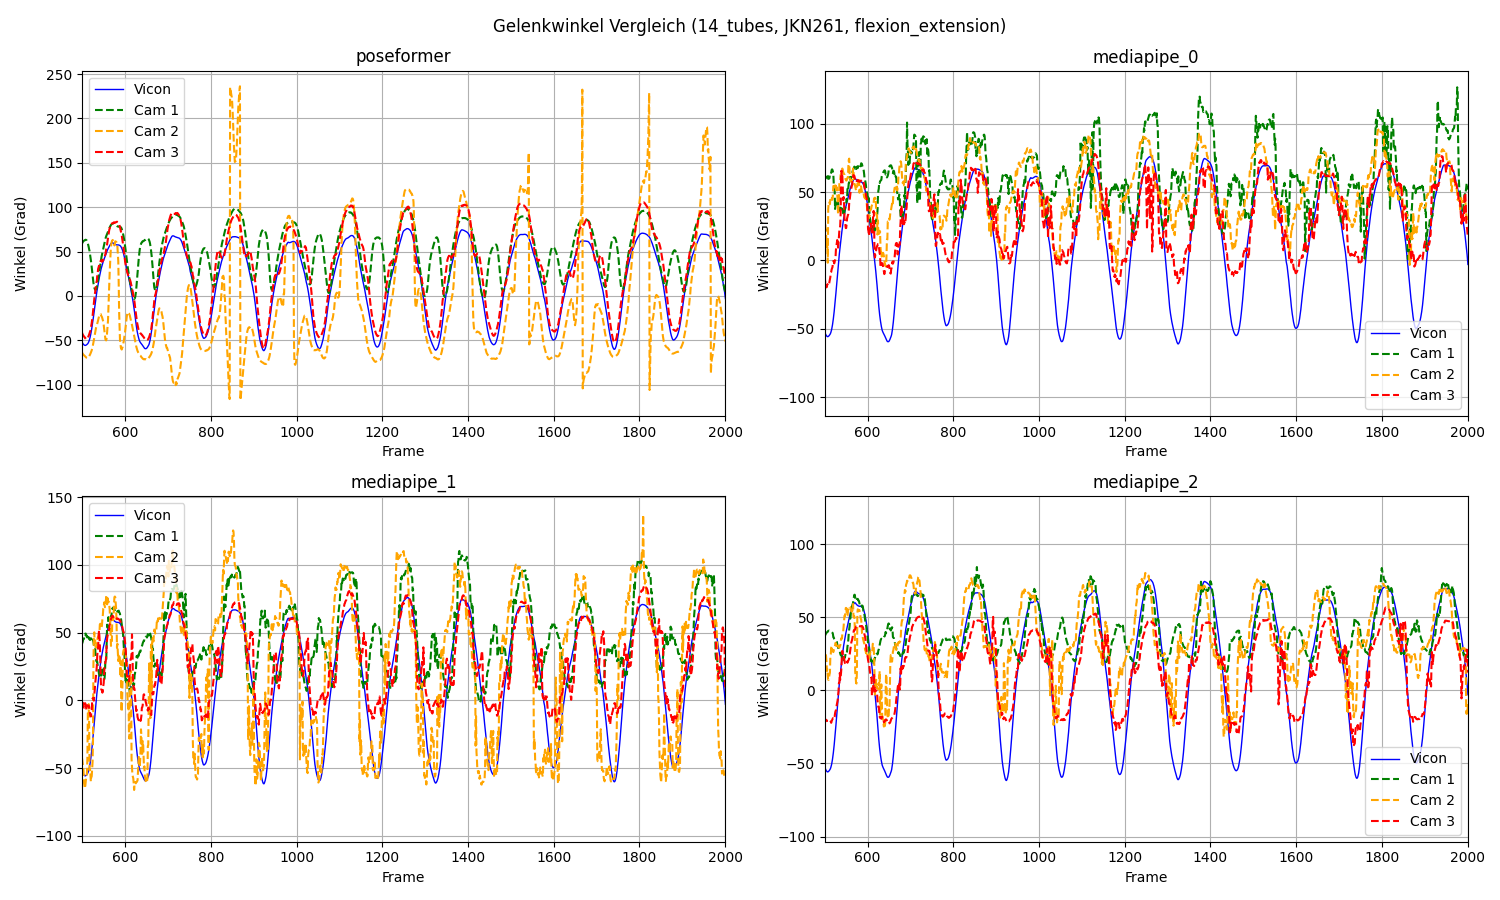 Gelenkwinkel Vergleich (14_tubes, JKN261, flexion_extension)
poseformer
250
200
150
100
50
0
−50
−100
Winkel (Grad)
Vicon
Cam 1
Cam 2
Cam 3
600 800 1000 1200 1400 1600 1800 2000
Frame
mediapipe_0
100
50
0
−50
−100
Winkel (Grad)
Vicon
Cam 1
Cam 2
Cam 3
600 800 1000 1200 1400 1600 1800 2000
Frame
mediapipe_1
150
100
50
0
−50
−100
Winkel (Grad)
Vicon
Cam 1
Cam 2
Cam 3
600 800 1000 1200 1400 1600 1800 2000
Frame
mediapipe_2
100
50
0
−50
−100
Winkel (Grad)
Vicon
Cam 1
Cam 2
Cam 3
600 800 1000 1200 1400 1600 1800 2000
Frame